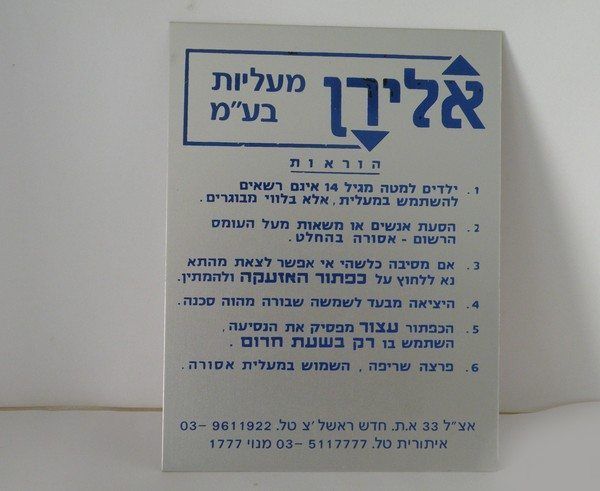 אלירן
מעליות
בע"מ
הוראות
1. ילדים למטה מגיל 14 אינם רשאים
להשתמש במעלית, אלא בלווי מבוגרים.
2. הסעת אנשים או משאות מעל העומס
הרשום - אסורה בהחלט.
3. אם מסיבה כלשהי אי אפשר לצאת מהתא
נא ללחוץ על כפתור האזעקה ולהמתין.
4. היציאה מבעד לשמשה שבורה מהוה סכנה.
5. הכפתור עצור מפסיק את הנסיעה,
השתמש בו רק בשעת חרום.
6. פרצה שריפה, השמוש במעלית אסורה.
אצ"ל 33 א.ת. חדש ראשל'צ טל. 03-9611922
איתורית טל. 03-5117777 מנוי 1777